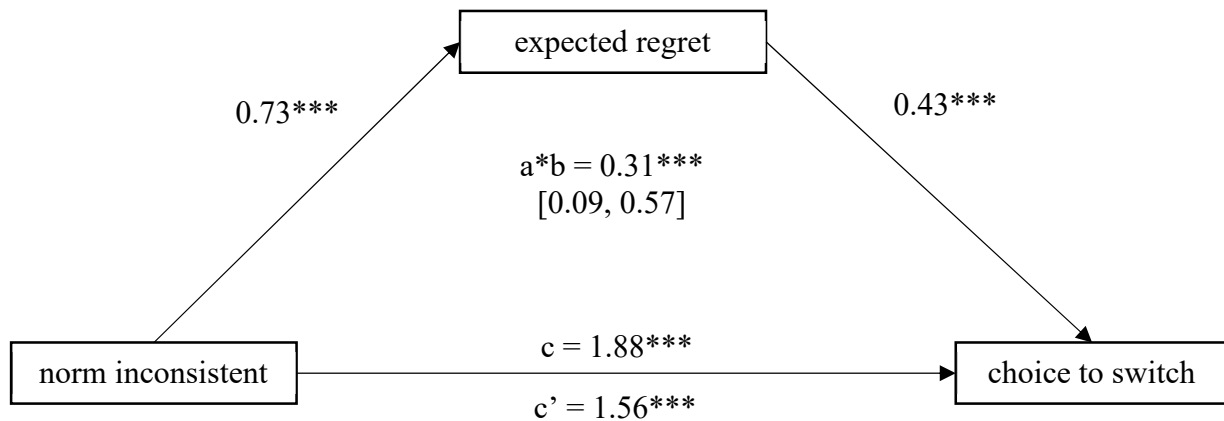 expected regret
0.73***
0.43***
a*b = 0.31***
[0.09, 0.57]
c = 1.88***
norm inconsistent
choice to switch
c’ = 1.56***